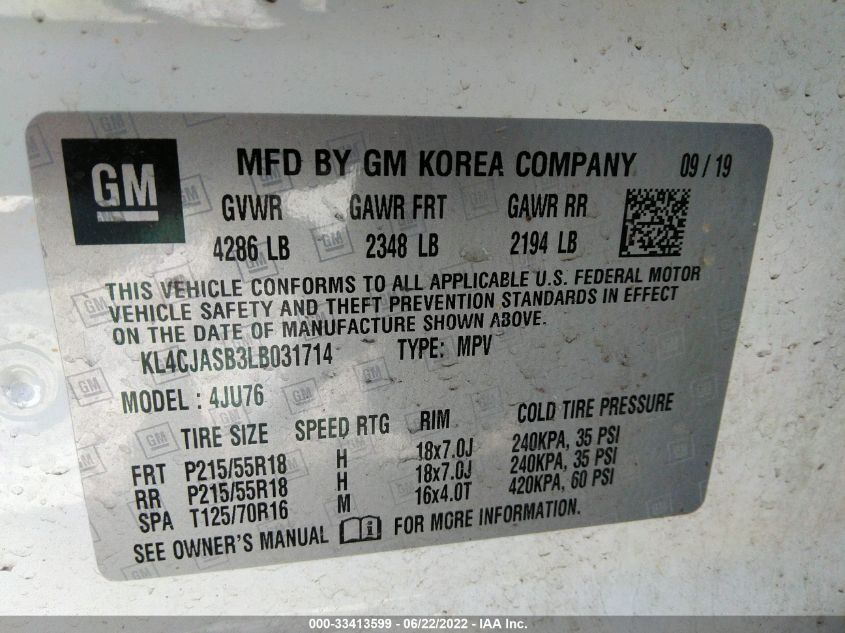 GM
MFD BY GM KOREA COMPANY 09/19
GVWR GAWR FRT GAWR RR
4286 LB 2348 LB 2194 LB
THIS VEHICLE CONFORMS TO ALL APPLICABLE U.S. FEDERAL MOTOR
VEHICLE SAFETY AND THEFT PREVENTION STANDARDS IN EFFECT
ON THE DATE OF MANUFACTURE SHOWN ABOVE.
KL4CJASB3LB031714 TYPE: MPV
MODEL : 4JU76
TIRE SIZE SPEED RTG RIM COLD TIRE PRESSURE
FRT P215/55R18 H 18x7.0J 240KPA, 35 PSI
RR P215/55R18 H 18x7.0J 240KPA, 35 PSI
SPA T125/70R16 M 16x4.0T 420KPA, 60 PSI
SEE OWNER'S MANUAL FOR MORE INFORMATION.
000-33413599 - 06/22/2022 - IAA Inc.